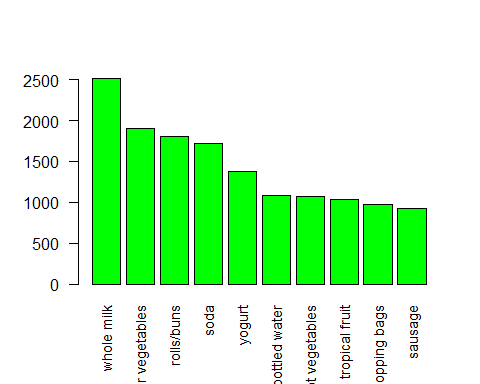 2500
2000
1500
1000
500
0
whole milk
r vegetables
rolls/buns
soda
yogurt
bottled water
ot vegetables
tropical fruit
opping bags
sausage